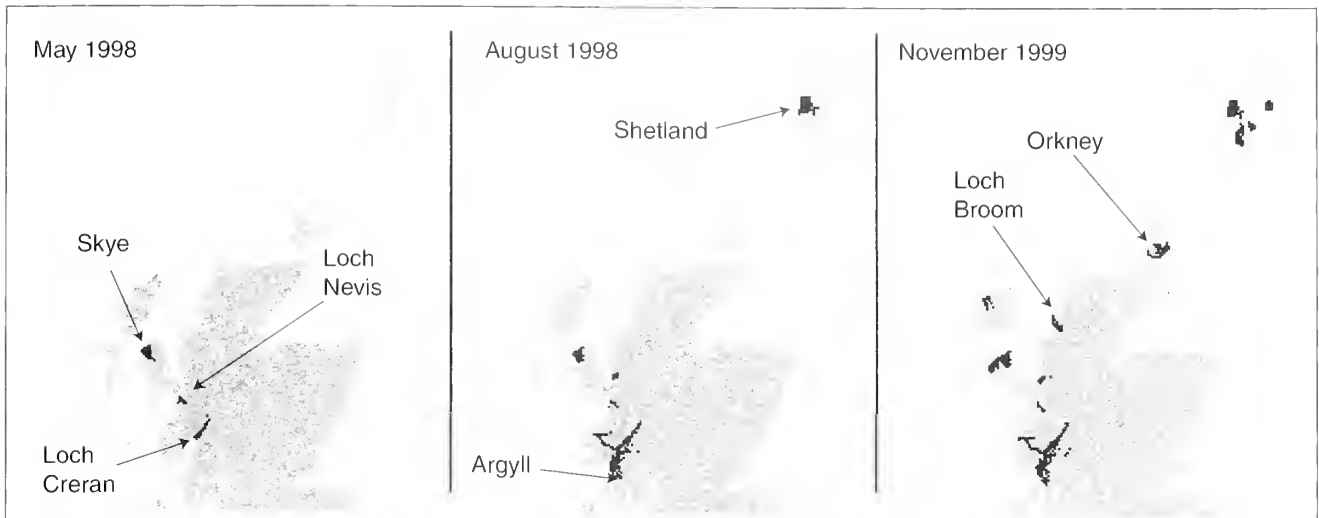 May 1998
Skye
Loch
Nevis
Loch
Creran
August 1998
Shetland
Argyll
November 1999
Orkney
Loch
Broom